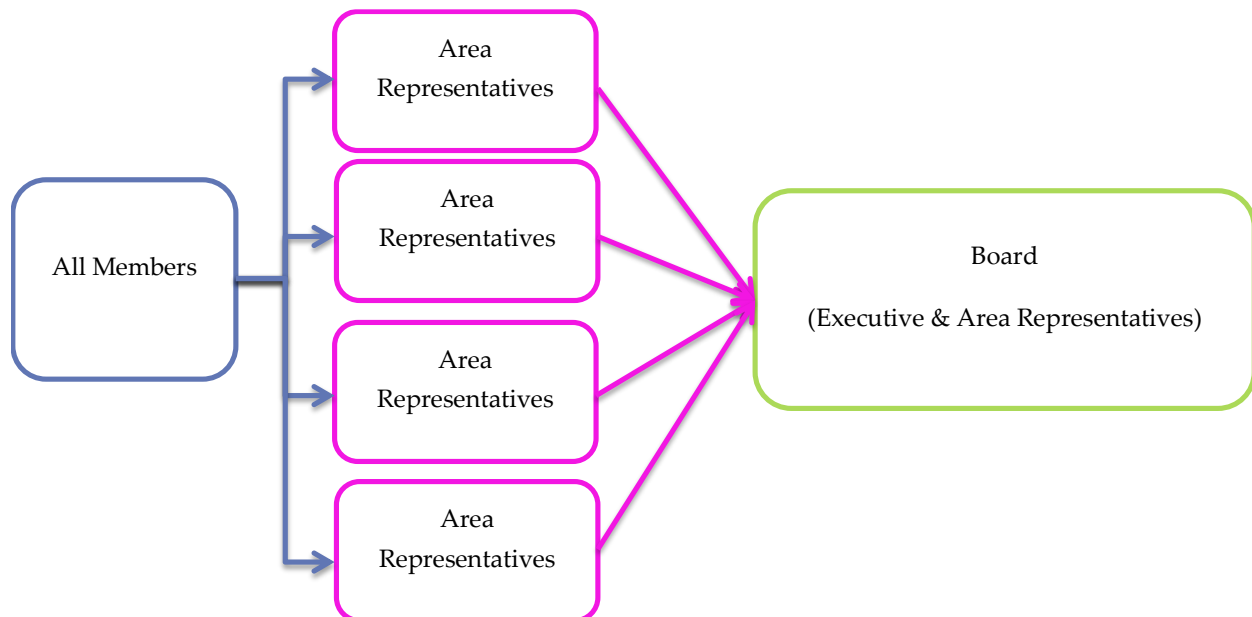 All Members
Area
Representatives
Area
Representatives
Area
Representatives
Area
Representatives
Board
(Executive & Area Representatives)